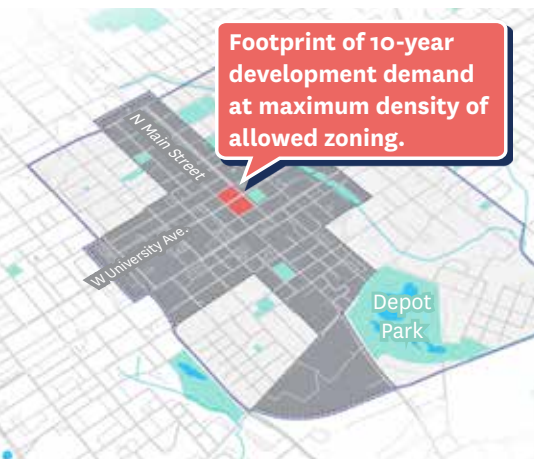 Footprint of 10-year
development demand
at maximum density of
allowed zoning.
N Main Street
W University Ave.
Depot
Park